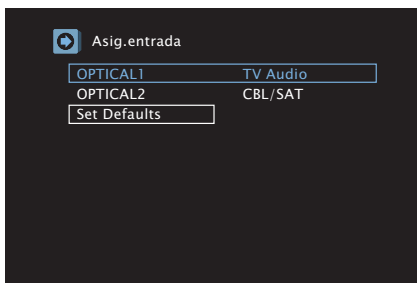 Asig.entrada
OPTICAL1 TV Audio
OPTICAL2 CBL/SAT
Set Defaults